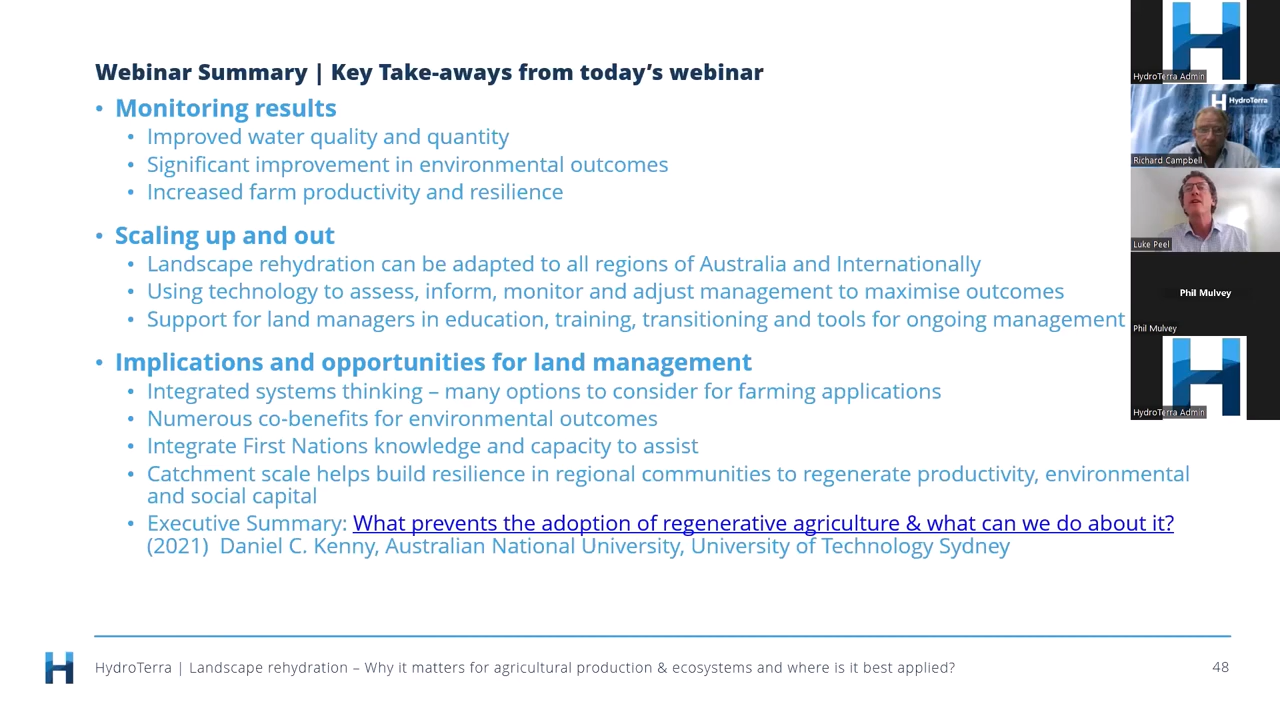 Webinar Summary | Key Take-aways from today's webinar
• Monitoring results
• Improved water quality and quantity
• Significant improvement in environmental outcomes
• Increased farm productivity and resilience
• Scaling up and out
• Landscape rehydration can be adapted to all regions of Australia and Internationally
• Using technology to assess, inform, monitor and adjust management to maximise outcomes
• Support for land managers in education, training, transitioning and tools for ongoing management
• Implications and opportunities for land management
• Integrated systems thinking – many options to consider for farming applications
• Numerous co-benefits for environmental outcomes
• Integrate First Nations knowledge and capacity to assist
• Catchment scale helps build resilience in regional communities to regenerate productivity, environmental
and social capital
• Executive Summary: What prevents the adoption of regenerative agriculture & what can we do about it?
(2021) Daniel C. Kenny, Australian National University, University of Technology Sydney
HydroTerra | Landscape rehydration – Why it matters for agricultural production & ecosystems and where is it best applied?
48
HydroTerra Admin
HydroTerra
Richard Campbell
Luke Peel
Phil Mulvey
Phil Mulvey
HydroTerra Admin